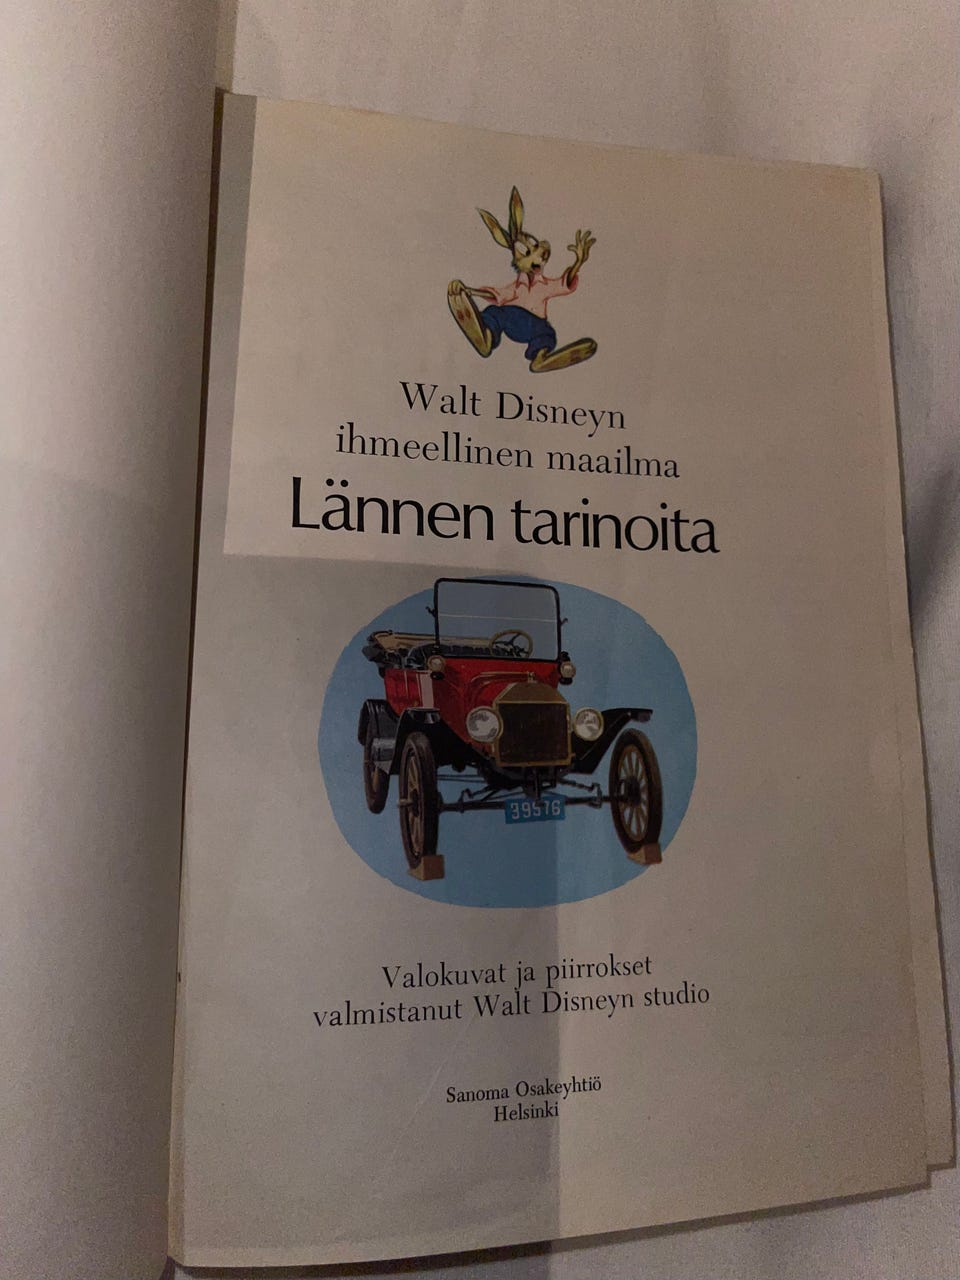 Walt Disneyn
ihmeellinen maailma
Lännen tarinoita
39576
Valokuvat ja piirrokset
valmistanut Walt Disneyn studio
Sanoma Osakeyhtiö
Helsinki